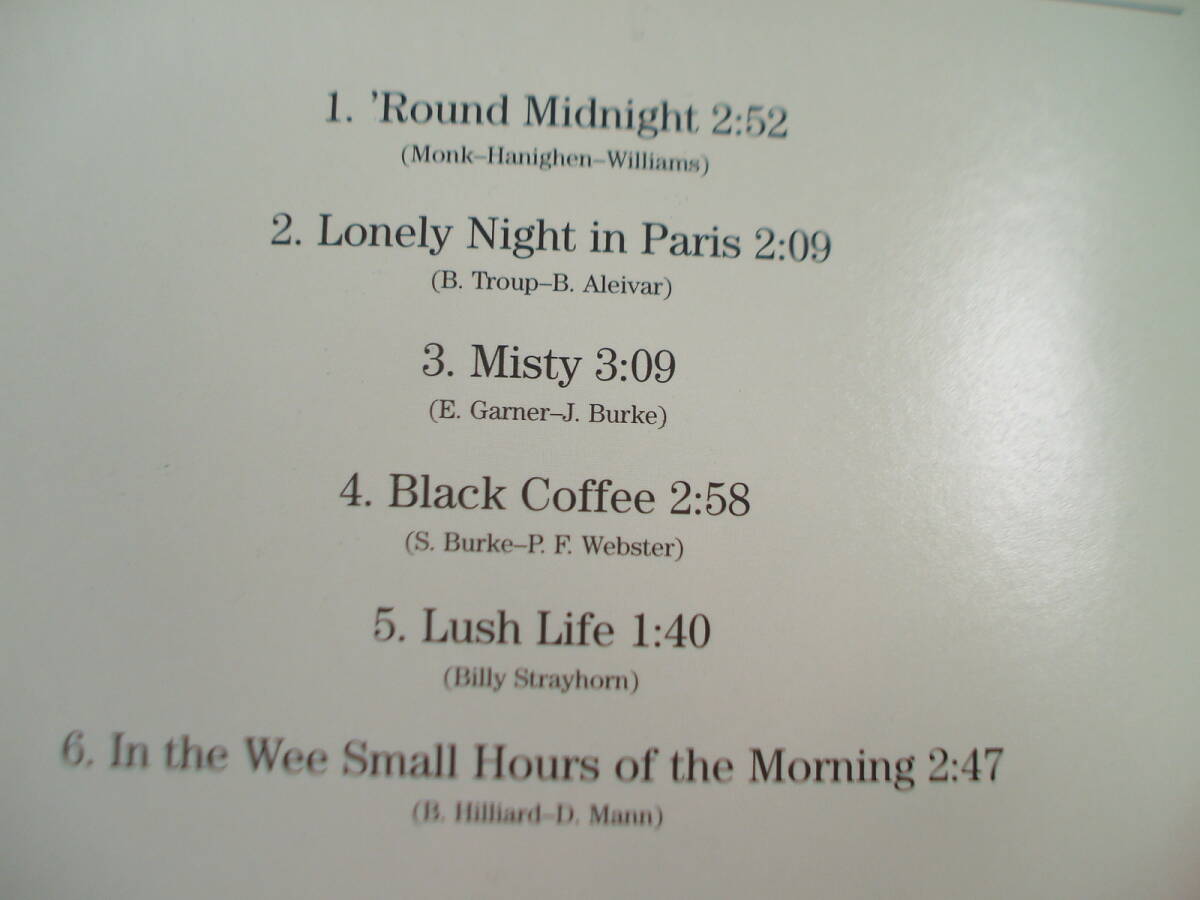 1. ’Round Midnight 2:52
(Monk–Hanighen–Williams)
2. Lonely Night in Paris 2:09
(B. Troup–B. Aleivar)
3. Misty 3:09
(E. Garner–J. Burke)
4. Black Coffee 2:58
(S. Burke–P. F. Webster)
5. Lush Life 1:40
(Billy Strayhorn)
6. In the Wee Small Hours of the Morning 2:47
(B. Hilliard–D. Mann)